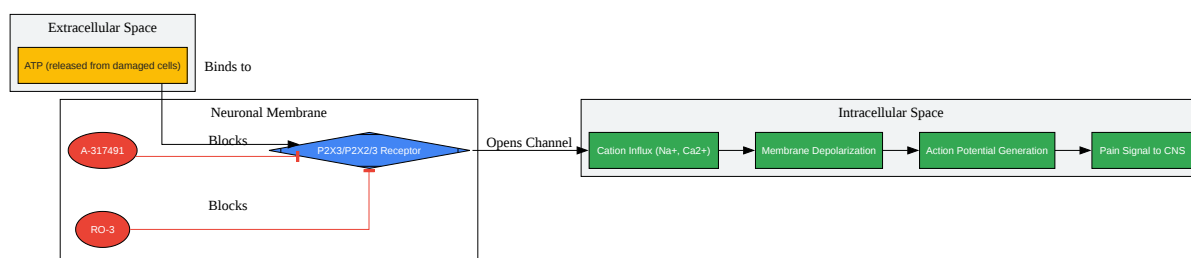 Extracellular Space
ATP (released from damaged cells)
Binds to
Neuronal Membrane
A-317491
Blocks
P2X3/P2X2/3 Receptor
Opens Channel
Blocks
RO-3
Intracellular Space
Cation Influx (Na+, Ca2+)
Membrane Depolarization
Action Potential Generation
Pain Signal to CNS